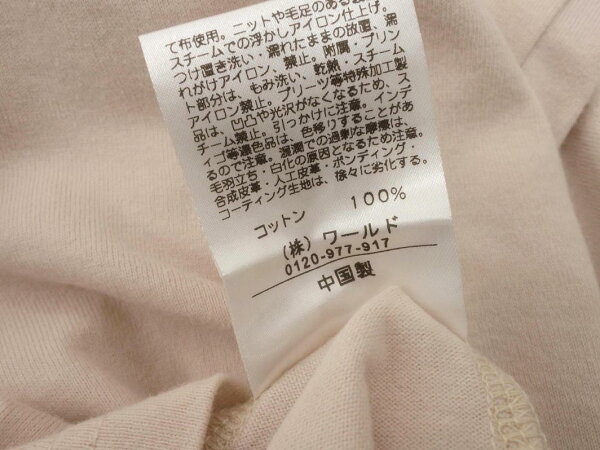 て布使用。ニットや毛足のある
スチームでの浮かしアイロン仕上げ。
つけ置き洗い・濡れたままの放置、濡
れがけアイロン、禁止。附属・プリン
ト部分は、もみ洗い、乾熱・スチーム
アイロン禁止。プリーツ等特殊加工製
品は、凹凸や光沢がなくなるため、ス
チーム禁止。引っかけに注意。インデ
ィゴ等濃色品は、色移りすることがあ
るので注意。湿潤での過剰な摩擦は、
毛羽立ち・白化の原因となるため注意。
合成皮革・人工皮革・ボンディング・
コーティング生地は、徐々に劣化する。
コットン 100%
(株) ワールド
0120-977-917
中国製